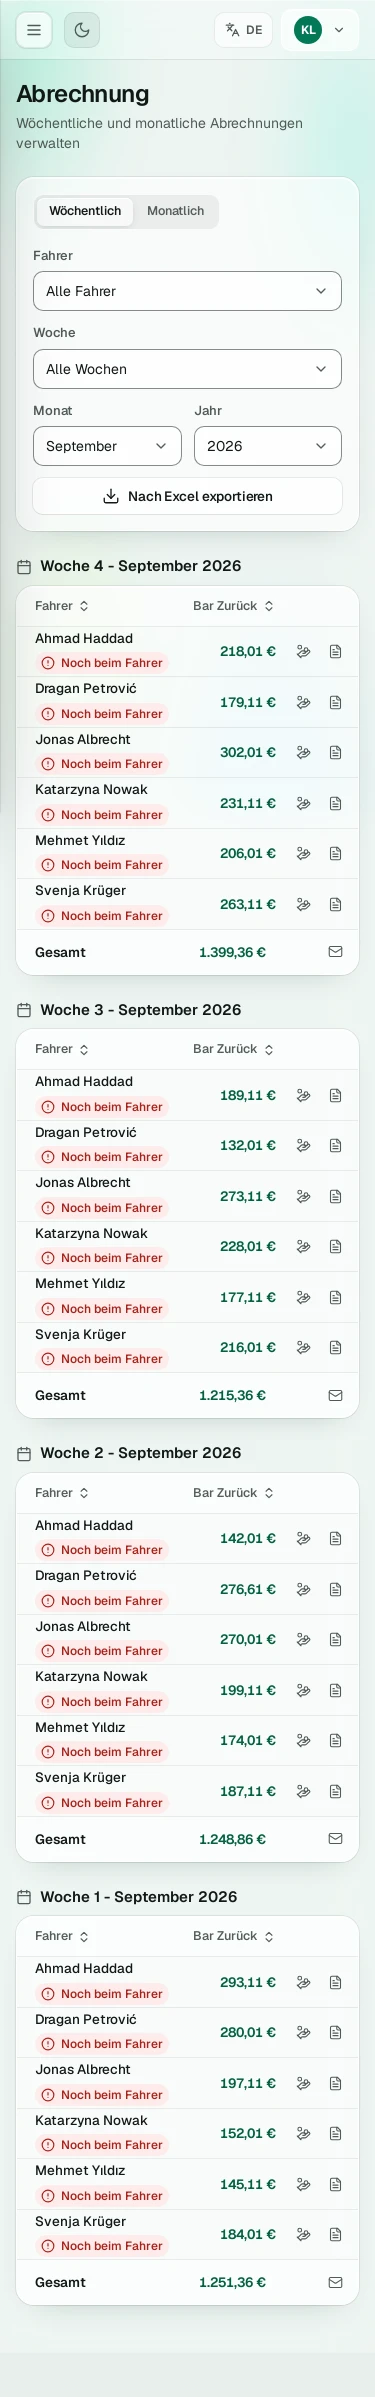 DE
KL
Abrechnung
Wöchentliche und monatliche Abrechnungen
verwalten
Wöchentlich Monatlich
Fahrer
Alle Fahrer
Woche
Alle Wochen
Monat Jahr
September 2026
Nach Excel exportieren
Woche 4 - September 2026
Fahrer Bar Zurück
Ahmad Haddad
Noch beim Fahrer
218,01 €
Dragan Petrović
Noch beim Fahrer
179,11 €
Jonas Albrecht
Noch beim Fahrer
302,01 €
Katarzyna Nowak
Noch beim Fahrer
231,11 €
Mehmet Yıldız
Noch beim Fahrer
206,01 €
Svenja Krüger
Noch beim Fahrer
263,11 €
Gesamt 1.399,36 €
Woche 3 - September 2026
Fahrer Bar Zurück
Ahmad Haddad
Noch beim Fahrer
189,11 €
Dragan Petrović
Noch beim Fahrer
132,01 €
Jonas Albrecht
Noch beim Fahrer
273,11 €
Katarzyna Nowak
Noch beim Fahrer
228,01 €
Mehmet Yıldız
Noch beim Fahrer
177,11 €
Svenja Krüger
Noch beim Fahrer
216,01 €
Gesamt 1.215,36 €
Woche 2 - September 2026
Fahrer Bar Zurück
Ahmad Haddad
Noch beim Fahrer
142,01 €
Dragan Petrović
Noch beim Fahrer
276,61 €
Jonas Albrecht
Noch beim Fahrer
270,01 €
Katarzyna Nowak
Noch beim Fahrer
199,11 €
Mehmet Yıldız
Noch beim Fahrer
174,01 €
Svenja Krüger
Noch beim Fahrer
187,11 €
Gesamt 1.248,86 €
Woche 1 - September 2026
Fahrer Bar Zurück
Ahmad Haddad
Noch beim Fahrer
293,11 €
Dragan Petrović
Noch beim Fahrer
280,01 €
Jonas Albrecht
Noch beim Fahrer
197,11 €
Katarzyna Nowak
Noch beim Fahrer
152,01 €
Mehmet Yıldız
Noch beim Fahrer
145,11 €
Svenja Krüger
Noch beim Fahrer
184,01 €
Gesamt 1.251,36 €